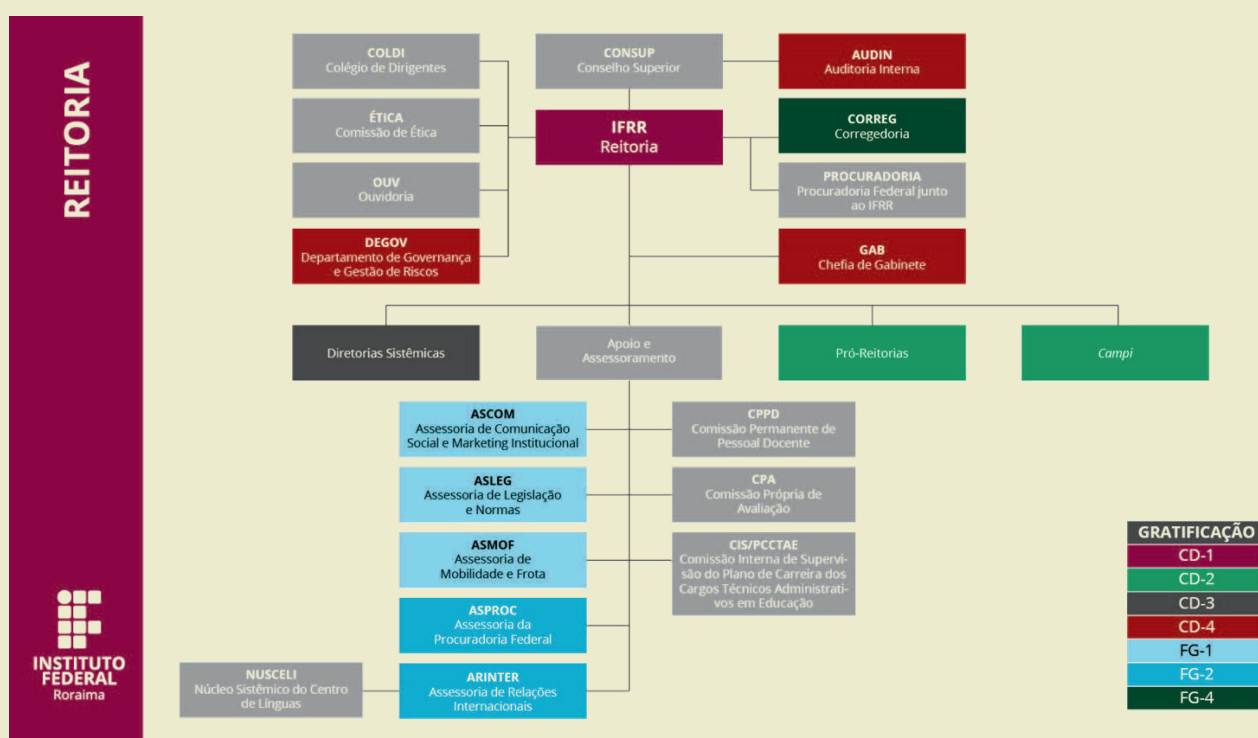 REITORIA
COLDI
Colégio de Dirigentes
CONSUP
Conselho Superior
AUDIN
Auditoria Interna
ÉTICA
Comissão de Ética
IFRR
Reitoria
CORREG
Corregedoria
OUV
Ouvidoria
PROCURADORIA
Procuradoria Federal junto
ao IFRR
DEGOV
Departamento de Governança
e Gestão de Riscos
GAB
Chefia de Gabinete
Diretorias Sistêmicas
Apoio e
Assessoramento
Pró-Reitorias
Campi
ASCOM
Assessoria de Comunicação
Social e Marketing Institucional
CPPD
Comissão Permanente de
Pessoal Docente
ASLEG
Assessoria de Legislação
e Normas
CPA
Comissão Própria de
Avaliação
ASMOF
Assessoria de
Mobilidade e Frota
CIS/PCCTAE
Comissão Interna de Supervi-
são do Plano de Carreira dos
Cargos Técnicos Administrati-
vos em Educação
ASPROC
Assessoria da
Procuradoria Federal
NUSCELI
Núcleo Sistêmico do Centro
de Línguas
ARINTER
Assessoria de Relações
Internacionais
GRATIFICAÇÃO
CD-1
CD-2
CD-3
CD-4
FG-1
FG-2
FG-4
INSTITUTO
FEDERAL
Roraima